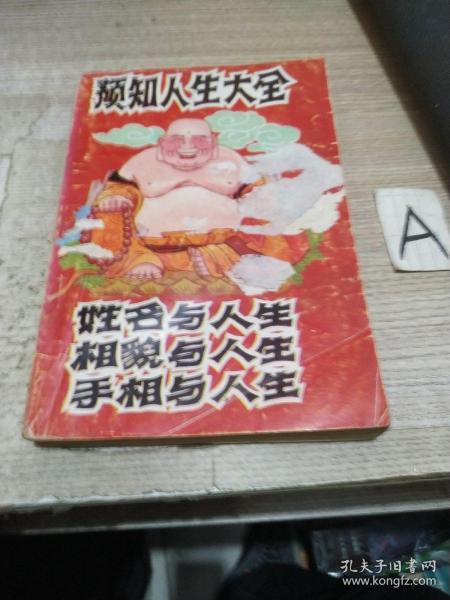 预知人生大全
姓名与人生
相貌与人生
手相与人生
A
孔夫子旧书网
www.kongfz.com